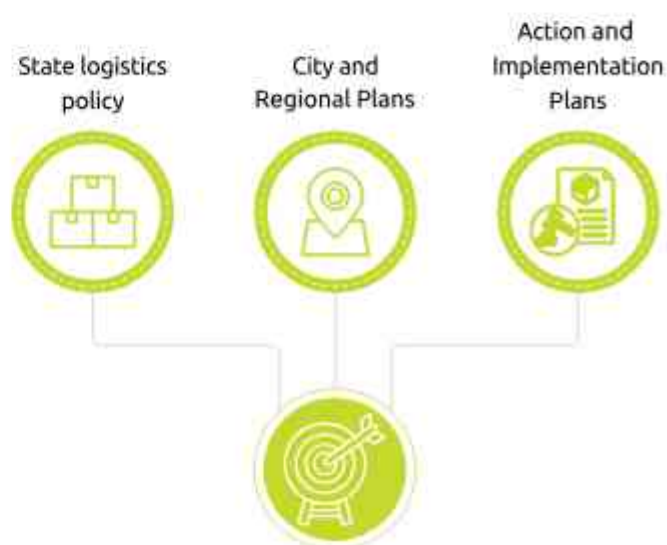 State logistics
policy
City and
Regional Plans
Action and
Implementation
Plans